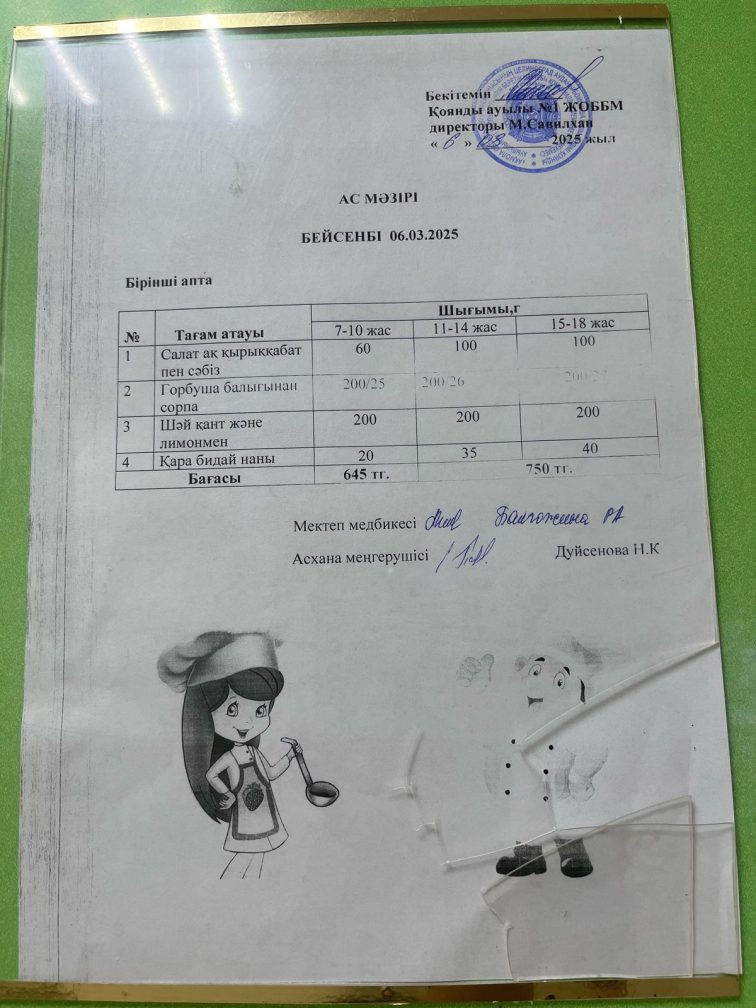 Бекітемін
Қоянды ауылы №1 ЖОББМ
директоры М.Савилхан
« 6 » 03 2025 жыл
АС МӘЗІРІ
БЕЙСЕНБІ 06.03.2025
Бірінші апта
№ Тағам атауы Шығымы,г
7-10 жас 11-14 жас 15-18 жас
1 Салат ақ қырыққабат пен сәбіз 60 100 100
2 Горбуша балығынан сорпа 200/25 200/26
3 Шәй қант және лимонмен 200 200 200
4 Қара бидай наны 20 35 40
Бағасы 645 тг. 750 тг.
Мектеп медбикесі
Асхана меңгерушісі Дуйсенова Н.К